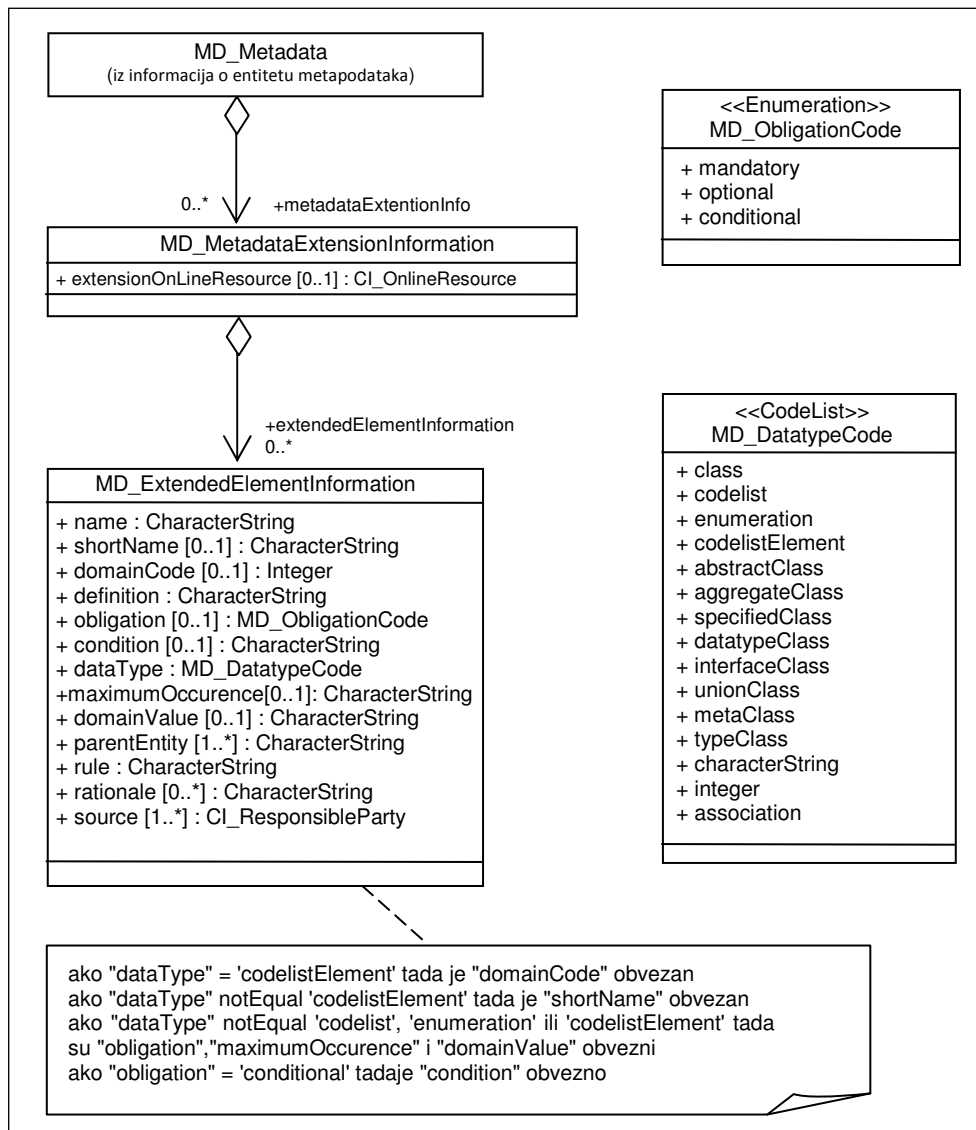 MD_Metadata
(iz informacija o entitetu metapodataka)
0..*
+metadataExtentionInfo
MD_MetadataExtensionInformation
+ extensionOnLineResource [0..1] : CI_OnlineResource
+extendedElementInformation
0..*
MD_ExtendedElementInformation
+ name : CharacterString
+ shortName [0..1] : CharacterString
+ domainCode [0..1] : Integer
+ definition : CharacterString
+ obligation [0..1] : MD_ObligationCode
+ condition [0..1] : CharacterString
+ dataType : MD_DatatypeCode
+maximumOccurence[0..1]: CharacterString
+ domainValue [0..1] : CharacterString
+ parentEntity [1..*] : CharacterString
+ rule : CharacterString
+ rationale [0..*] : CharacterString
+ source [1..*] : CI_ResponsibleParty
<<Enumeration>>
MD_ObligationCode
+ mandatory
+ optional
+ conditional
<<CodeList>>
MD_DatatypeCode
+ class
+ codelist
+ enumeration
+ codelistElement
+ abstractClass
+ aggregateClass
+ specifiedClass
+ datatypeClass
+ interfaceClass
+ unionClass
+ metaClass
+ typeClass
+ characterString
+ integer
+ association
ako "dataType" = 'codelistElement' tada je "domainCode" obvezan
ako "dataType" notEqual 'codelistElement' tada je "shortName" obvezan
ako "dataType" notEqual 'codelist', 'enumeration' ili 'codelistElement' tada
su "obligation","maximumOccurence" i "domainValue" obvezni
ako "obligation" = 'conditional' tadaje "condition" obvezno